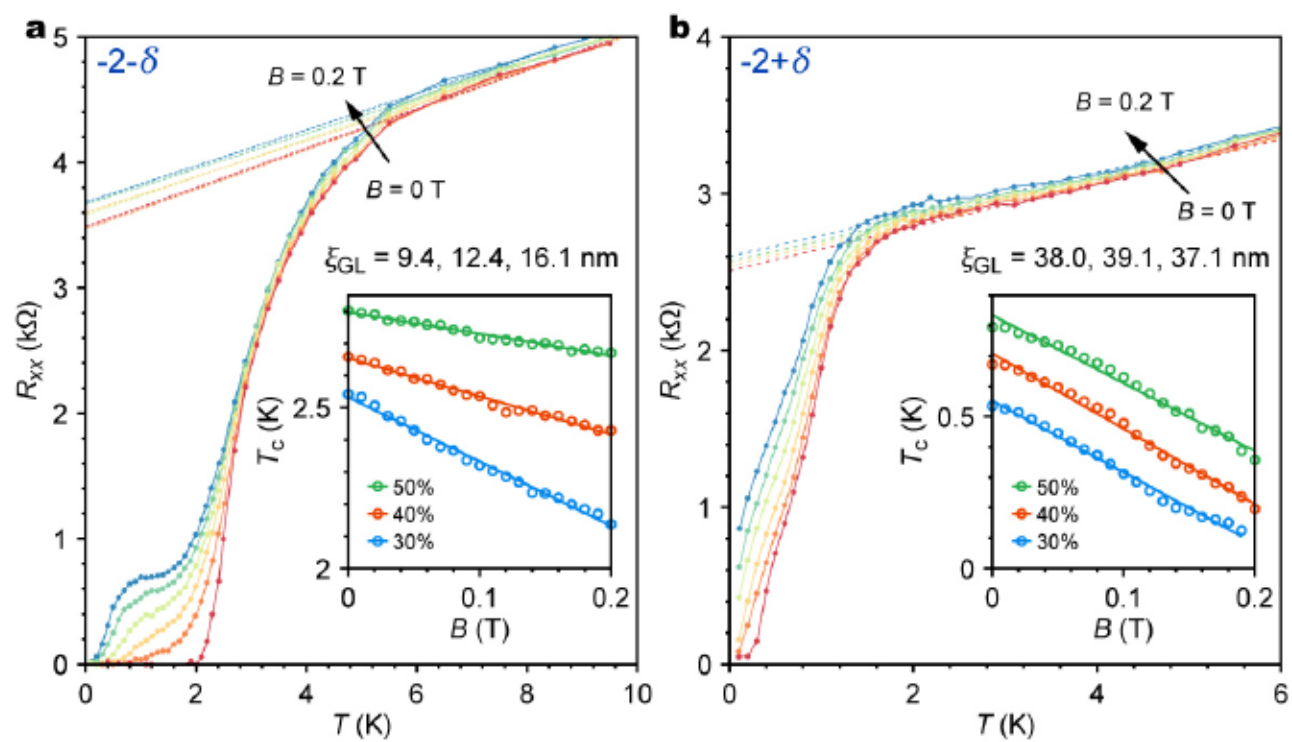 a
-2-δ
B = 0.2 T
B = 0 T
ξGL = 9.4, 12.4, 16.1 nm
Rxx (kΩ)
5
4
3
2
1
0
0
2
4
6
8
10
T (K)
Tc (K)
2.5
2
50%
40%
30%
0
0.1
0.2
B (T)
b
-2+δ
B = 0.2 T
B = 0 T
ξGL = 38.0, 39.1, 37.1 nm
Rxx (kΩ)
4
3
2
1
0
0
2
4
6
T (K)
Tc (K)
0.5
0
50%
40%
30%
0
0.1
0.2
B (T)